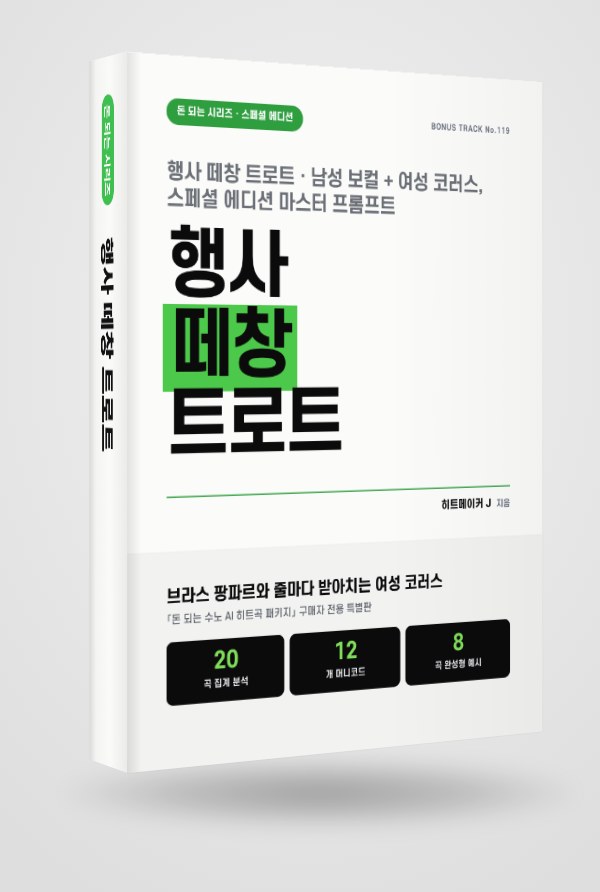 돈 되는 시리즈
행사 떼창 트로트
돈 되는 시리즈 · 스페셜 에디션
BONUS TRACK No.119
행사 떼창 트로트 · 남성 보컬 + 여성 코러스,
스페셜 에디션 마스터 프롬프트
행사
떼창
트로트
히트메이커 J 지음
브라스 팡파르와 줄마다 받아치는 여성 코러스
『돈 되는 수노 AI 히트곡 패키지』 구매자 전용 특별판
20
곡 집계 분석
12
개 머니코드
8
곡 완성형 예시